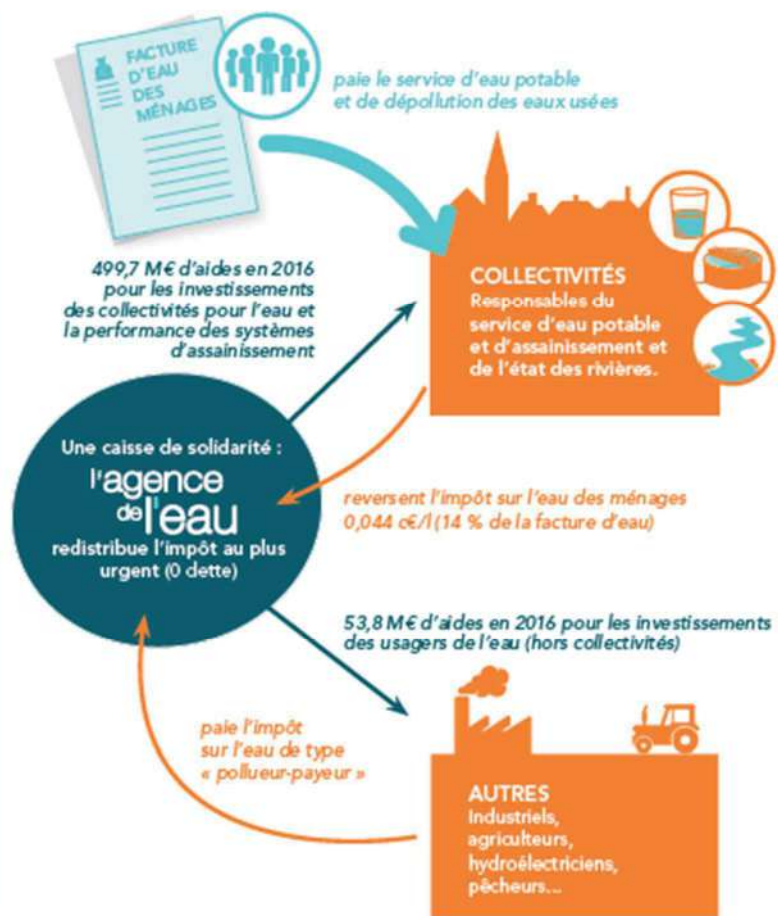 FACTURE
D'EAU
DES
MÉNAGES
paie le service d'eau potable
et de dépollution des eaux usées
499,7 M€ d'aides en 2016
pour les investissements
des collectivités pour l'eau et
la performance des systèmes
d'assainissement
COLLECTIVITÉS
Responsables du
service d'eau potable
et d'assainissement et
de l'état des rivières.
Une caisse de solidarité :
l'agence
de l'eau
redistribue l'impôt au plus
urgent (0 dette)
reversent l'impôt sur l'eau des ménages
0,044 c€/l (14 % de la facture d'eau)
53,8 M€ d'aides en 2016 pour les investissements
des usagers de l'eau (hors collectivités)
paie l'impôt
sur l'eau de type
« pollueur-payeur »
AUTRES
Industriels,
agriculteurs,
hydroélectriciens,
pêcheurs...